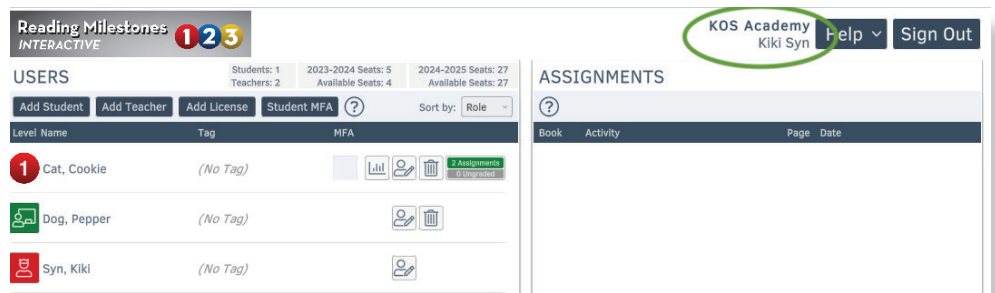 Reading Milestones 1 2 3
INTERACTIVE
KOS Academy
Kiki Syn
Help
Sign Out
USERS
Students: 1
Teachers: 2
2023-2024 Seats: 5
Available Seats: 4
2024-2025 Seats: 27
Available Seats: 27
Add Student Add Teacher Add License Student MFA ? Sort by: Role
Level Name Tag MFA
1 Cat, Cookie (No Tag)
2 Assignments
0 Ungraded
Dog, Pepper (No Tag)
Syn, Kiki (No Tag)
ASSIGNMENTS
?
Book Activity Page Date